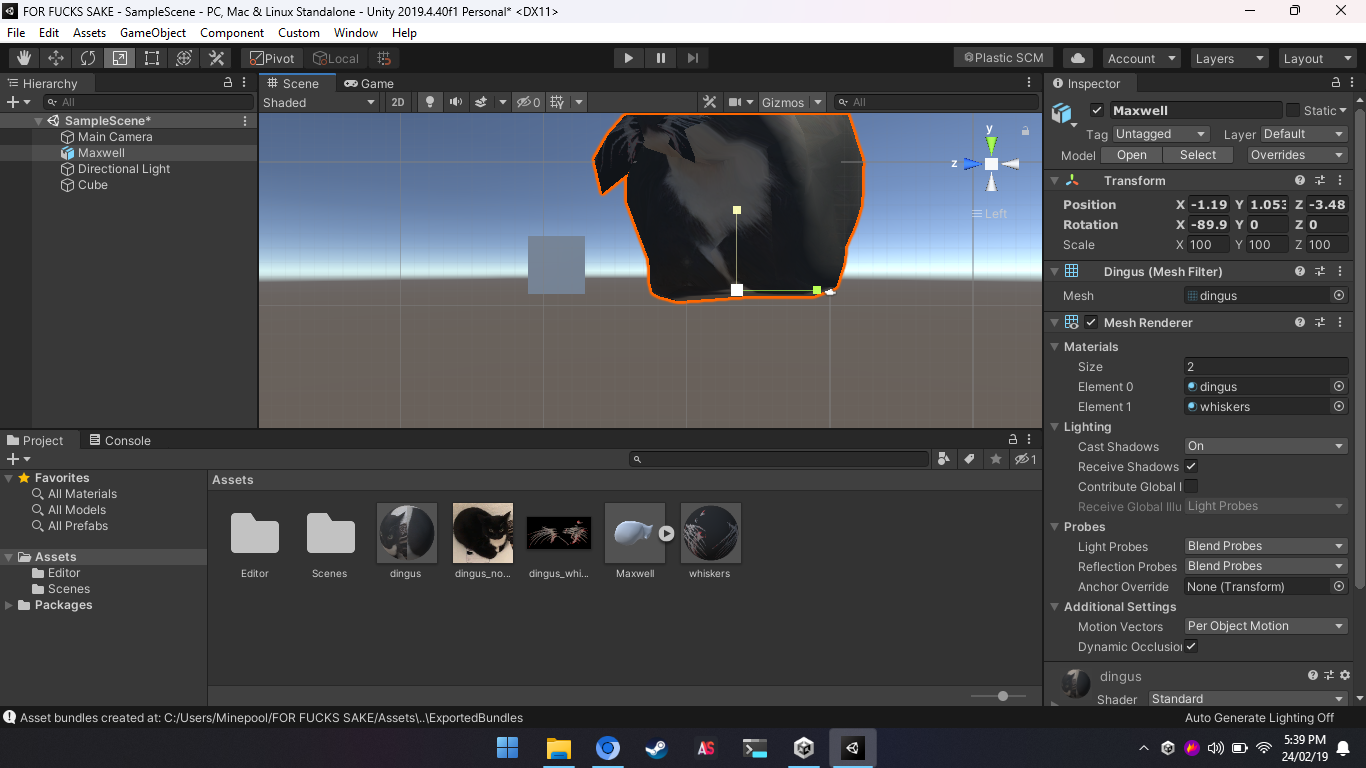 FOR FUCKS SAKE - SampleScene - PC, Mac & Linux Standalone - Unity 2019.4.40f1 Personal* <DX11>
File Edit Assets GameObject Component Custom Window Help
Pivot Local Plastic SCM Account Layers Layout
Hierarchy
All
SampleScene*
Main Camera
Maxwell
Directional Light
Cube
Scene Game
Shaded 2D 0 Gizmos All
y
z
Left
Inspector
Maxwell Static
Tag Untagged Layer Default
Model Open Select Overrides
Transform
Position X -1.19 Y 1.053 Z -3.48
Rotation X -89.9 Y 0 Z 0
Scale X 100 Y 100 Z 100
Dingus (Mesh Filter)
Mesh dingus
Mesh Renderer
Materials
Size 2
Element 0 dingus
Element 1 whiskers
Lighting
Cast Shadows On
Receive Shadows
Contribute Global I
Receive Global Illu Light Probes
Probes
Light Probes Blend Probes
Reflection Probes Blend Probes
Anchor Override None (Transform)
Additional Settings
Motion Vectors Per Object Motion
Dynamic Occlusion
dingus
Shader Standard
Project Console
1
Favorites
All Materials
All Models
All Prefabs
Assets
Editor
Scenes
Packages
Assets
Editor Scenes dingus dingus_no... dingus_whi... Maxwell whiskers
Asset bundles created at: C:/Users/Minepool/FOR FUCKS SAKE/Assets\..\ExportedBundles
Auto Generate Lighting Off
AS
5:39 PM
24/02/19